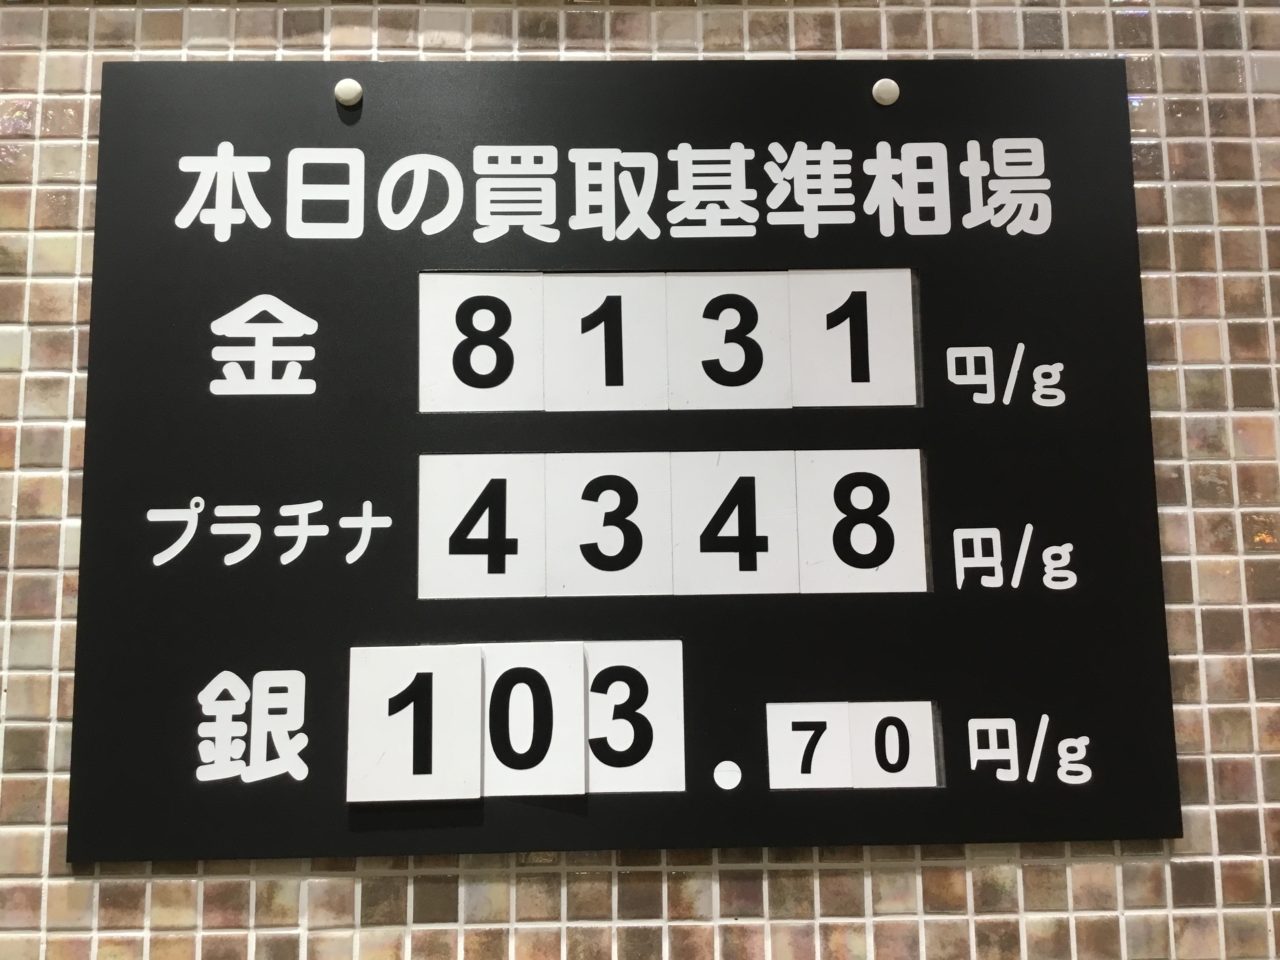 本日の買取基準相場
金 8131 円/g
プラチナ 4348 円/g
銀 103.70 円/g